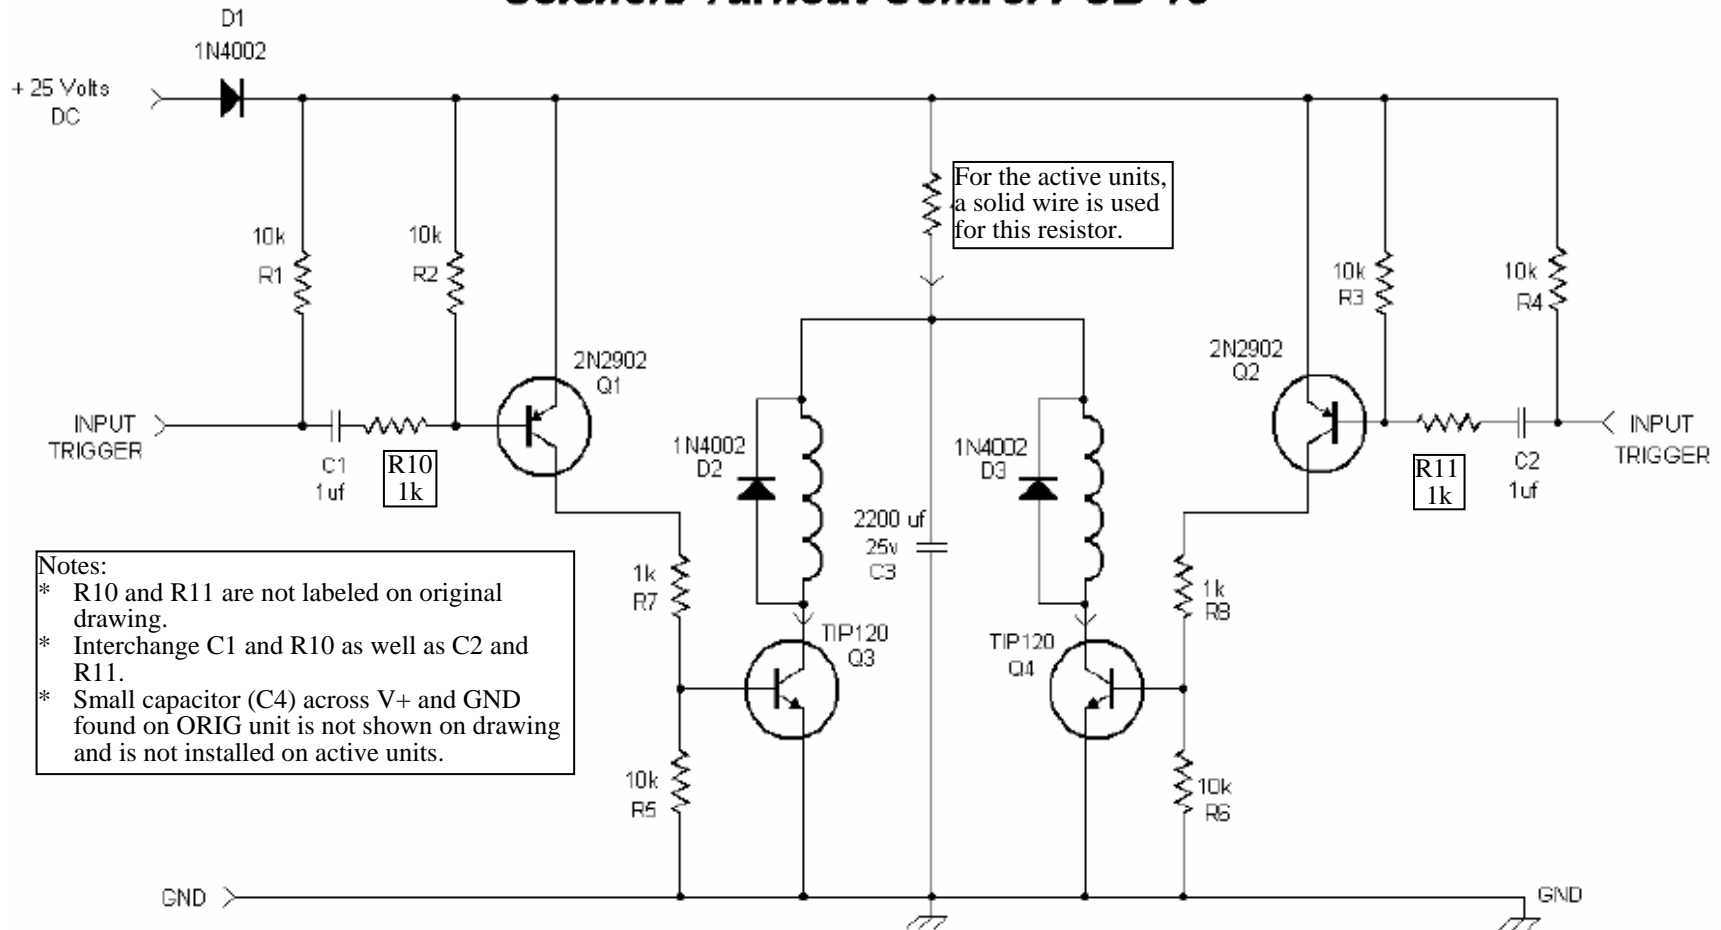 D1
1N4002
+ 25 Volts
DC
For the active units,
a solid wire is used
for this resistor.
10k
R1
10k
R2
10k
R3
10k
R4
2N2902
Q1
2N2902
Q2
INPUT
TRIGGER
C1
1uf
R10
1k
1N4002
D2
1N4002
D3
R11
1k
C2
1uf
INPUT
TRIGGER
2200 uf
25v
C3
Notes:
* R10 and R11 are not labeled on original
drawing.
* Interchange C1 and R10 as well as C2 and
R11.
* Small capacitor (C4) across V+ and GND
found on ORIG unit is not shown on drawing
and is not installed on active units.
1k
R7
1k
R8
TIP120
Q3
TIP120
Q4
10k
R5
10k
R6
GND
GND